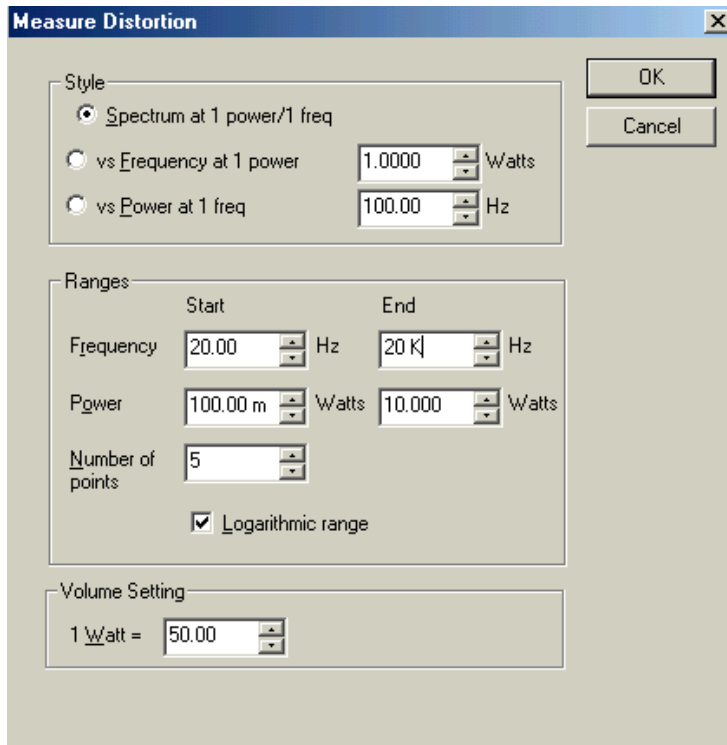 Measure Distortion
Style
Spectrum at 1 power/1 freq
vs Frequency at 1 power 1.0000 Watts
vs Power at 1 freq 100.00 Hz
OK
Cancel
Ranges
Start End
Frequency 20.00 Hz 20 K Hz
Power 100.00 m Watts 10.000 Watts
Number of 5
points
Logarithmic range
Volume Setting
1 Watt = 50.00